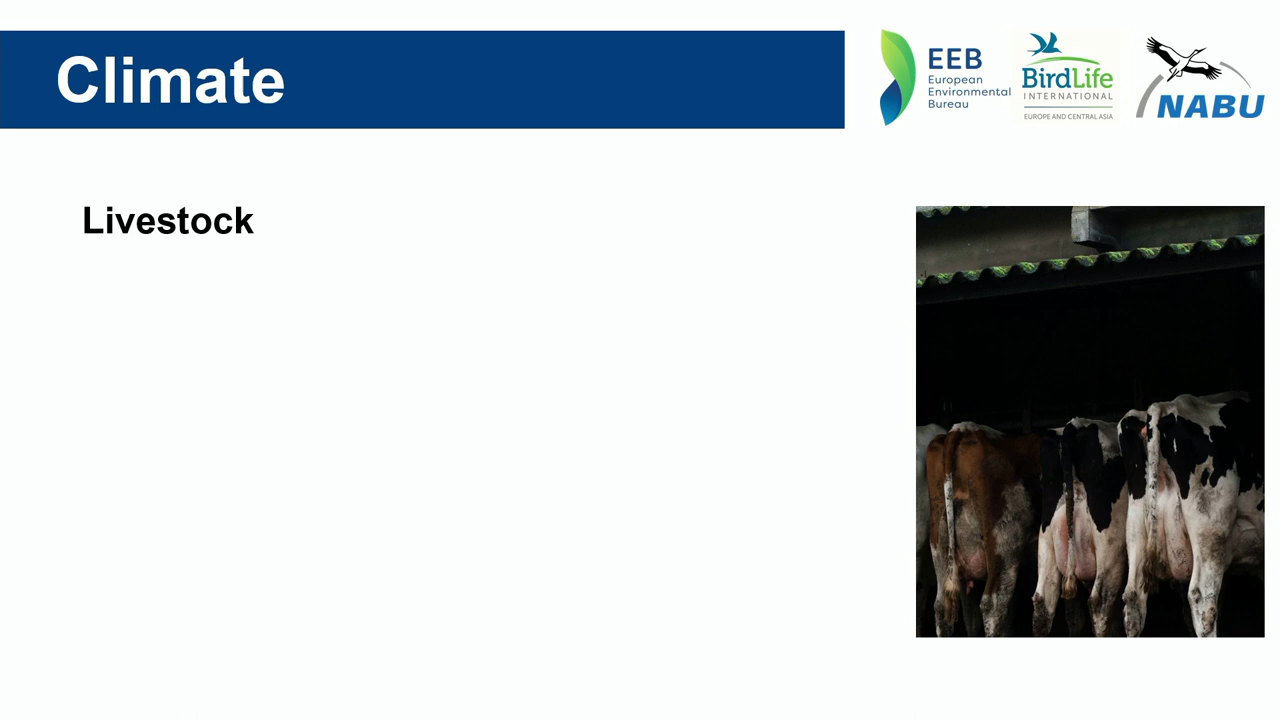 Climate
EEB
European
Environmental
Bureau
BirdLife
INTERNATIONAL
EUROPE AND CENTRAL ASIA
NABU
Livestock